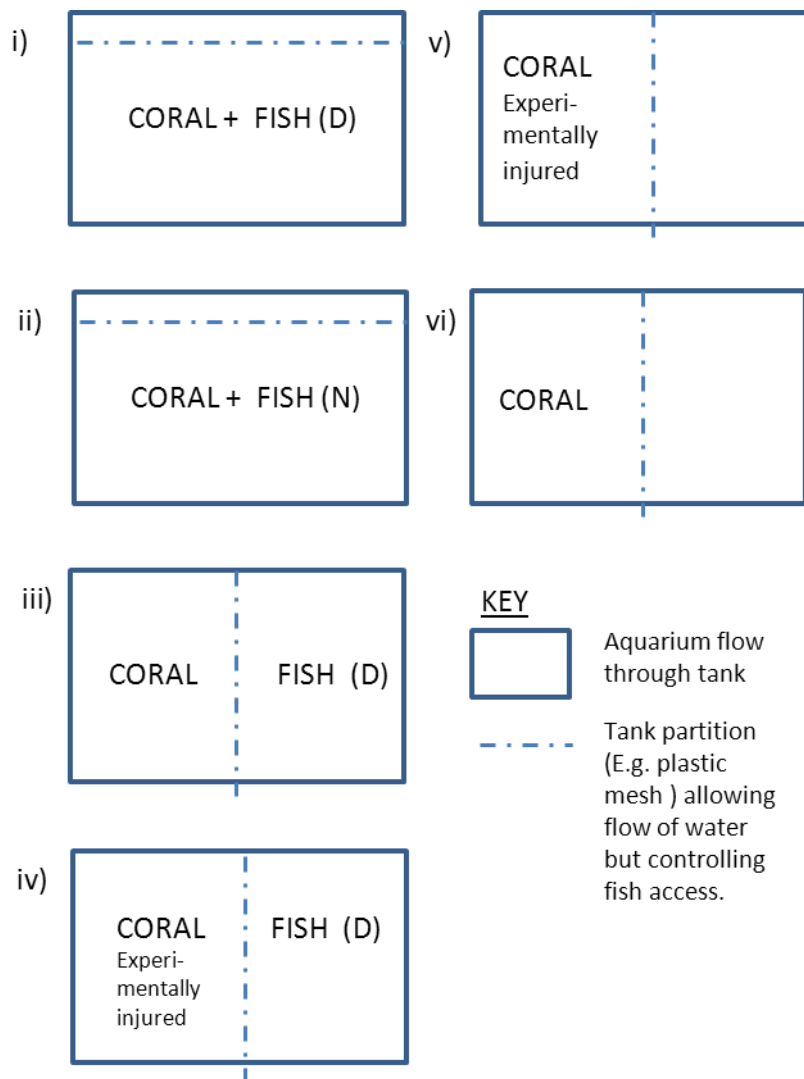 i)
CORAL + FISH (D)
ii)
CORAL + FISH (N)
iii)
CORAL
FISH (D)
iv)
CORAL
Experi-
mentally
injured
FISH (D)
v)
CORAL
Experi-
mentally
injured
vi)
CORAL
KEY
Aquarium flow
through tank
Tank partition
(E.g. plastic
mesh ) allowing
flow of water
but controlling
fish access.